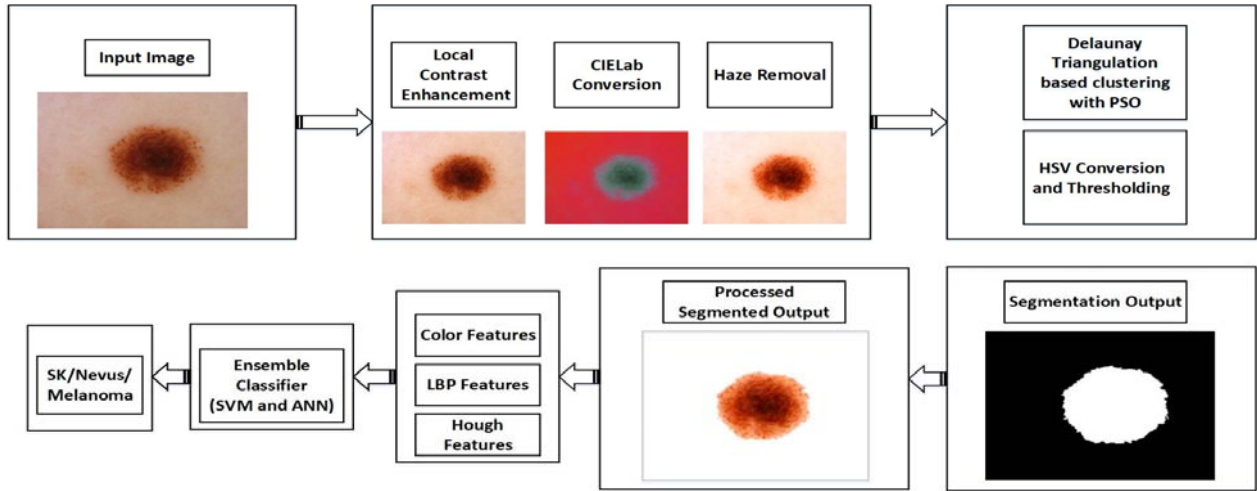 Input Image
Local
Contrast
Enhancement
CIELab
Conversion
Haze Removal
Delaunay
Triangulation
based clustering
with PSO
HSV Conversion
and Thresholding
Segmentation Output
Processed
Segmented Output
Color Features
LBP Features
Hough
Features
Ensemble
Classifier
(SVM and ANN)
SK/Nevus/
Melanoma